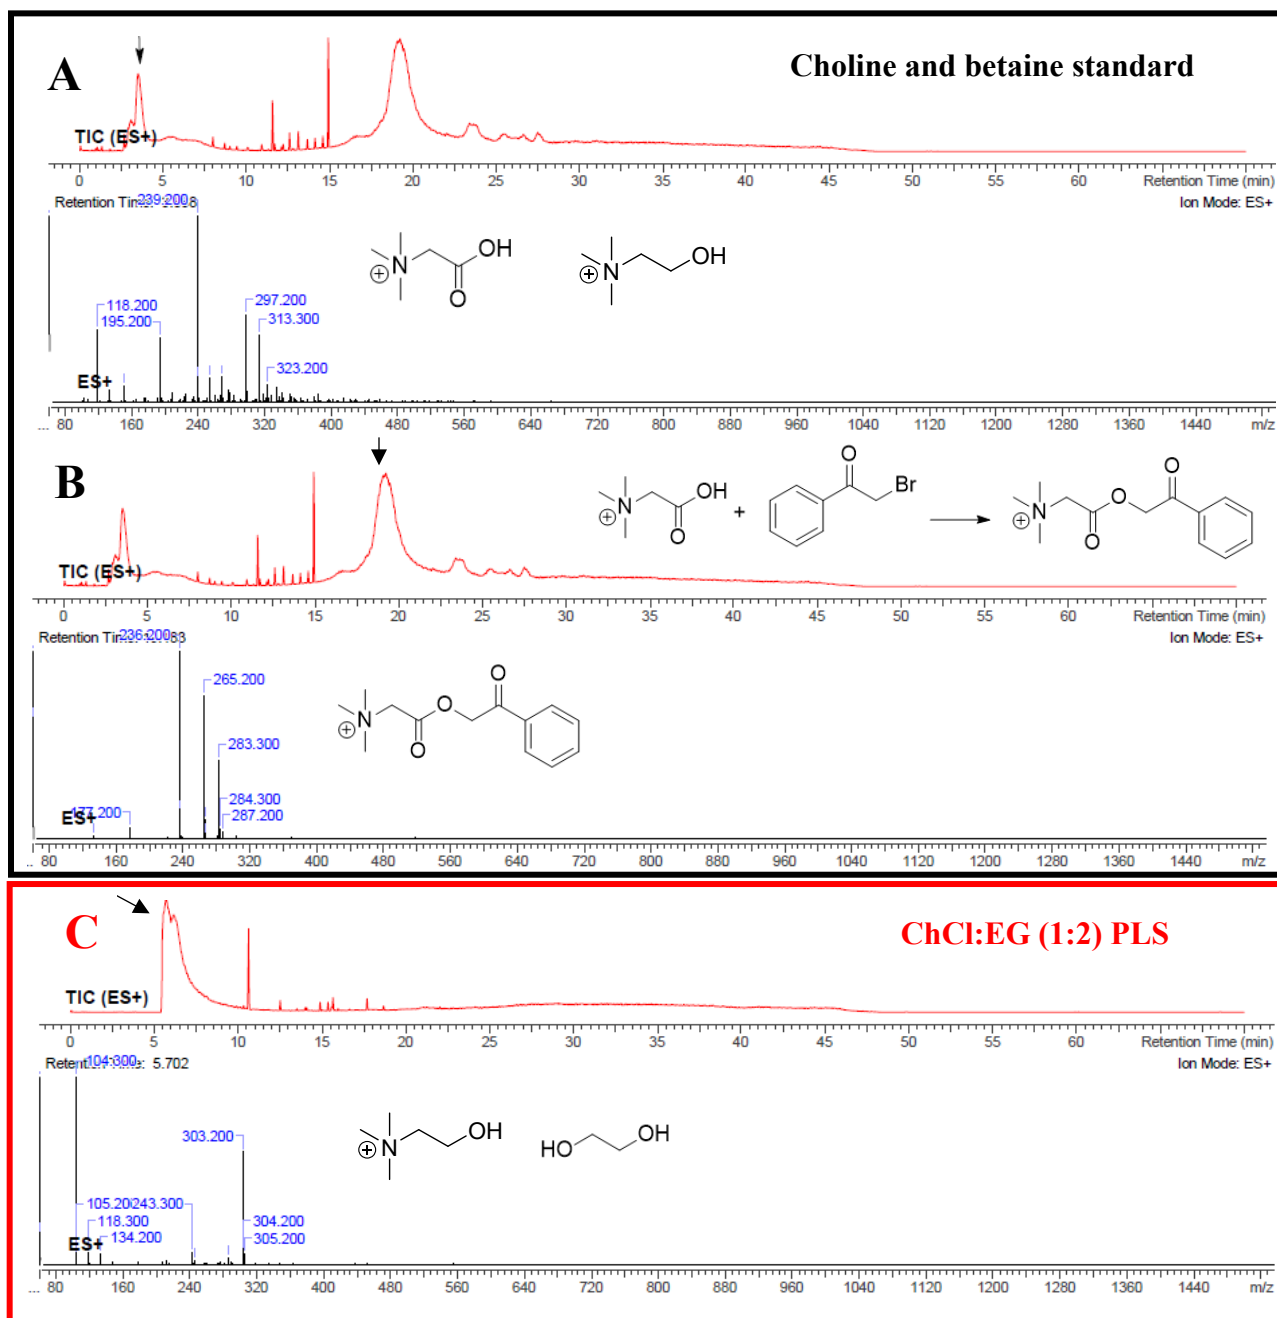 A
Choline and betaine standard
TIC (ES+)
0 5 10 15 20 25 30 35 40 45 50 55 60 Retention Time (min)
Ion Mode: ES+
Retention Time:
239.200
118.200
195.200
297.200
313.300
323.200
ES+
OH
N
O
OH
N
... 80 160 240 320 400 480 560 640 720 800 880 960 1040 1120 1200 1280 1360 1440 m/z
B
TIC (ES+)
N OH O + O Br
N O O O
0 5 10 15 20 25 30 35 40 45 50 55 60 Retention Time (min)
Ion Mode: ES+
Retention Time:
236.200
265.200
283.300
284.300
287.200
177.200
ES+
N O O O
.. 80 160 240 320 400 480 560 640 720 800 880 960 1040 1120 1200 1280 1360 1440 m/z
C
ChCl:EG (1:2) PLS
TIC (ES+)
0 5 10 15 20 25 30 35 40 45 50 55 60 Retention Time (min)
Ion Mode: ES+
5.702
104.300
303.200
105.200
243.300
118.300
134.200
304.200
305.200
ES+
N OH
HO OH
... 80 160 240 320 400 480 560 640 720 800 880 960 1040 1120 1200 1280 1360 1440 m/z